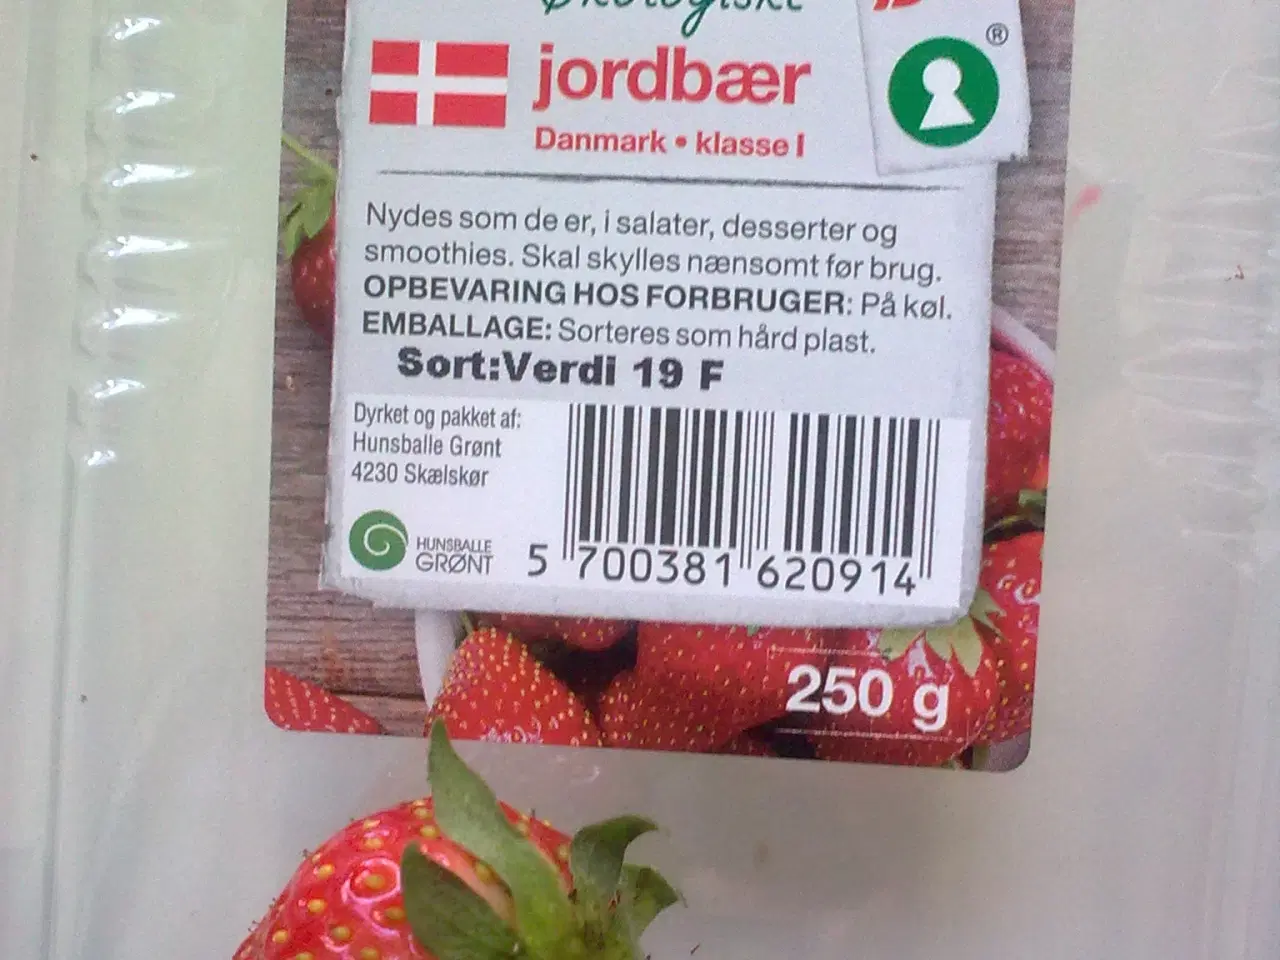 Økologiske
jordbær
®
Danmark • klasse I
Nydes som de er, i salater, desserter og
smoothies. Skal skylles nænsomt før brug.
OPBEVARING HOS FORBRUGER: På køl.
EMBALLAGE: Sorteres som hård plast.
Sort:Verdi 19 F
Dyrket og pakket af:
Hunsballe Grønt
4230 Skælskør
HUNSBALLE
GRØNT
5 700381 620914
250 g